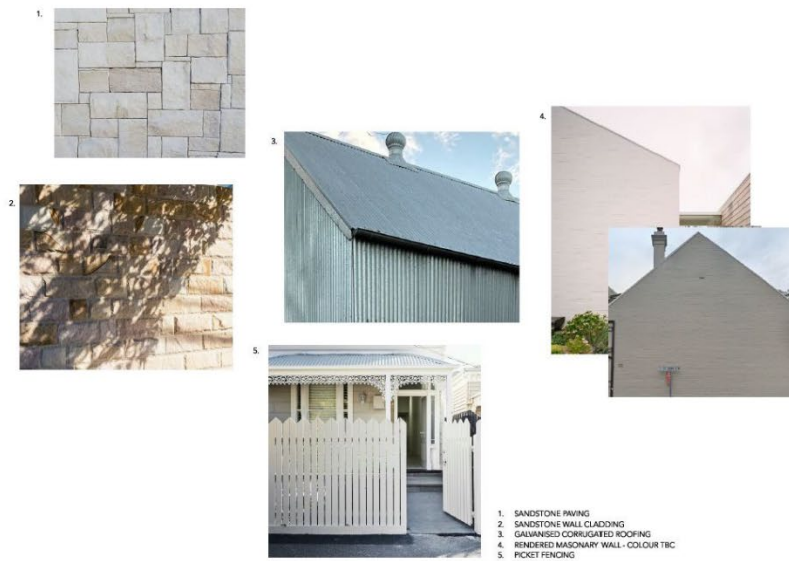 1.
2.
3.
4.
5.
1. SANDSTONE PAVING
2. SANDSTONE WALL CLADDING
3. GALVANISED CORRUGATED ROOFING
4. RENDERED MASONARY WALL - COLOUR TBC
5. PICKET FENCING